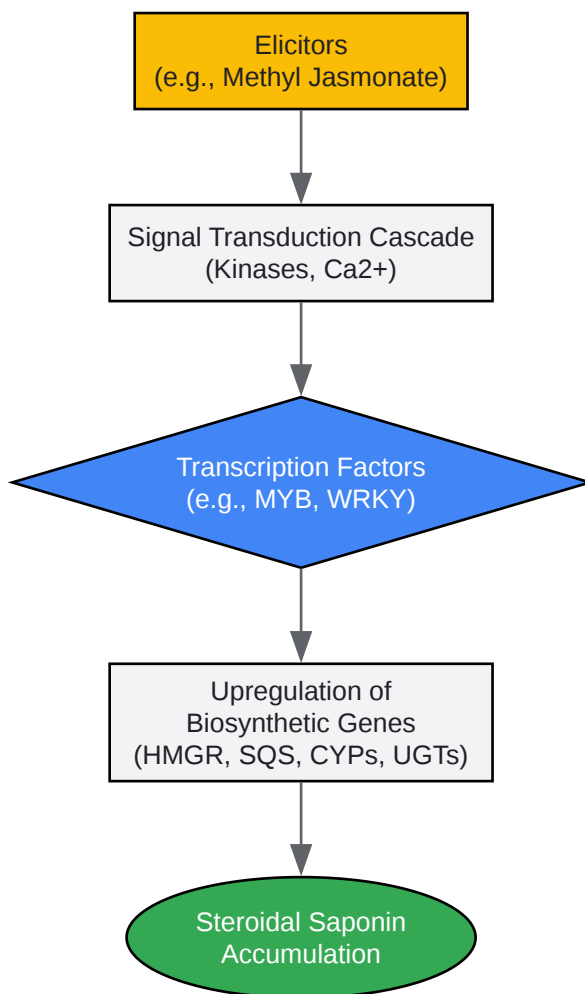 Elicitors
(e.g., Methyl Jasmonate)
Signal Transduction Cascade
(Kinases, Ca2+)
Transcription Factors
(e.g., MYB, WRKY)
Upregulation of
Biosynthetic Genes
(HMGR, SQS, CYPs, UGTs)
Steroidal Saponin
Accumulation